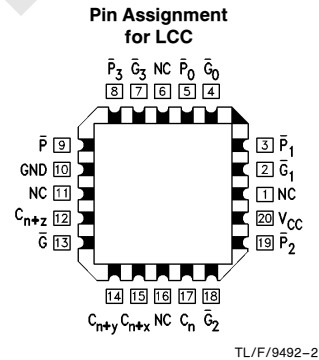 Pin Assignment
for LCC
P̄3 Ḡ3 NC P̄0 Ḡ0
8 7 6 5 4
P̄ 9
GND 10
NC 11
Cn+z 12
Ḡ 13
3 P̄1
2 Ḡ1
1 NC
20 VCC
19 P̄2
14 15 16 17 18
Cn+y Cn+x NC Cn Ḡ2
TL/F/9492-2